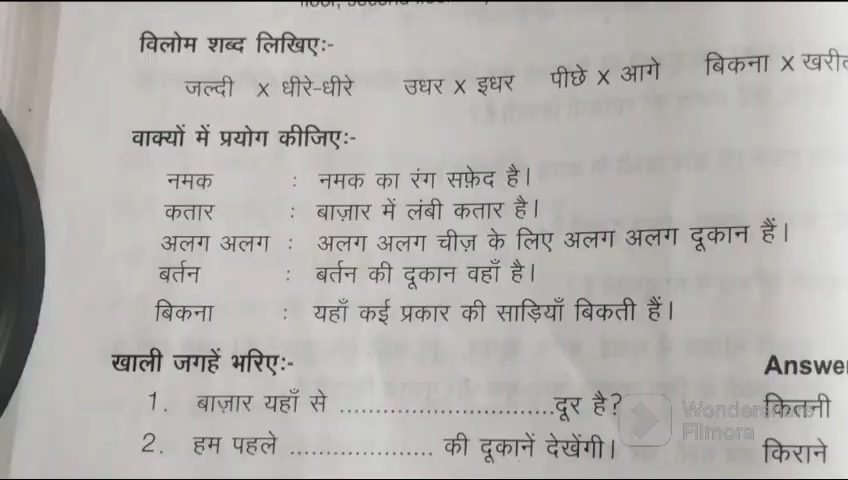 विलोम शब्द लिखिएः-
जल्दी x धीरे-धीरे उधर x इधर पीछे x आगे बिकना x
वाक्यों में प्रयोग कीजिएः-
नमक : नमक का रंग सफ़ेद है।
कतार : बाज़ार में लंबी कतार है।
अलग अलग : अलग अलग चीज़ के लिए अलग अलग दूकान हैं।
बर्तन : बर्तन की दूकान वहाँ है।
बिकना : यहाँ कई प्रकार की साड़ियाँ बिकती हैं।
खाली जगहें भरिएः- Answer
1. बाज़ार यहाँ से ..............................दूर है? कितनी
2. हम पहले .................... की दूकानें देखेंगी। किराने
Wondershare
Filmora